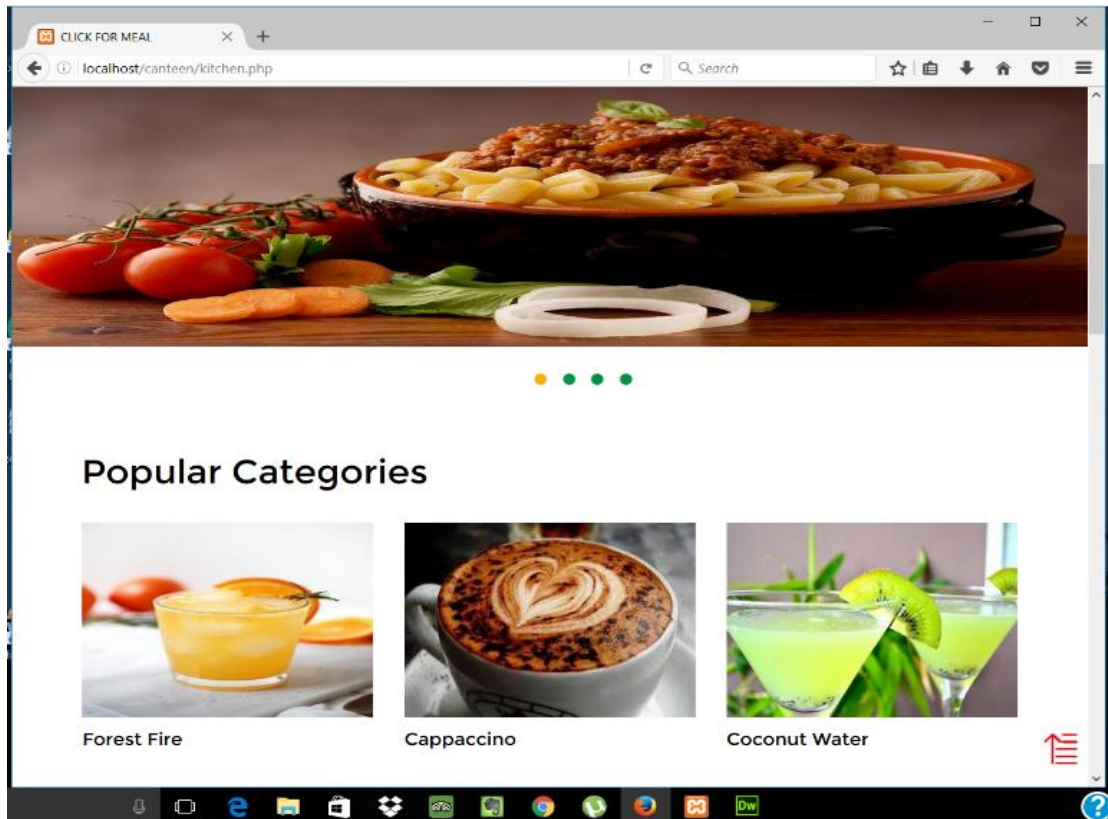 CLICK FOR MEAL
localhost/canteen/kitchen.php
Search
Popular Categories
Forest Fire
Cappaccino
Coconut Water
Dw
?